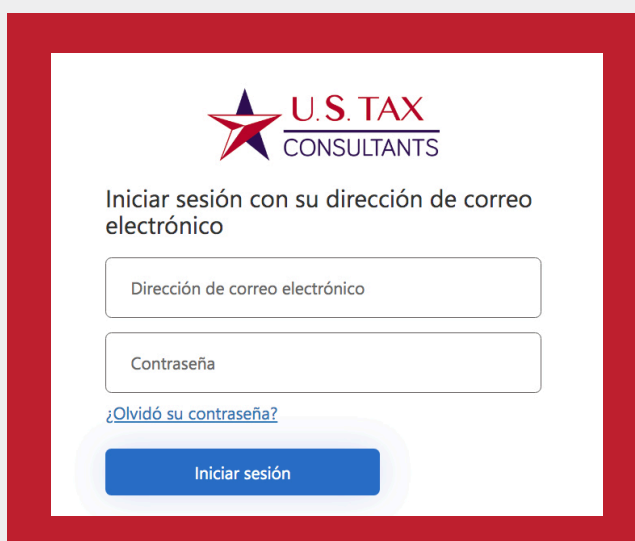 U.S. TAX
CONSULTANTS
Iniciar sesión con su dirección de correo
electrónico
Dirección de correo electrónico
Contraseña
¿Olvidó su contraseña?
Iniciar sesión